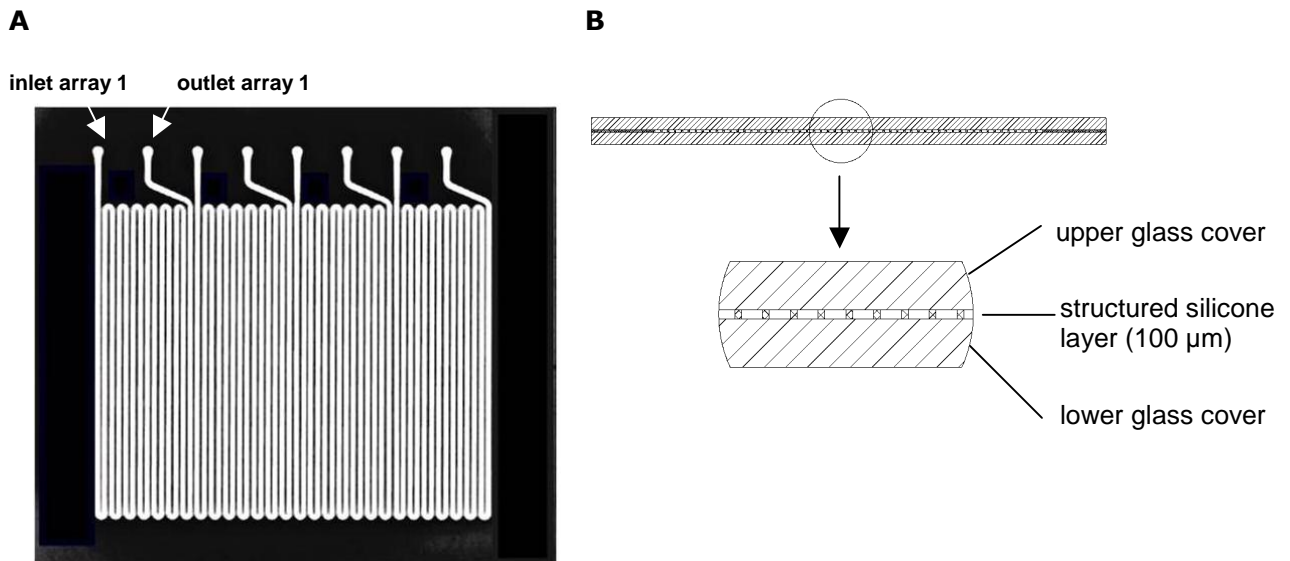 A
B
inlet array 1
outlet array 1
upper glass cover
structured silicone
layer (100 µm)
lower glass cover